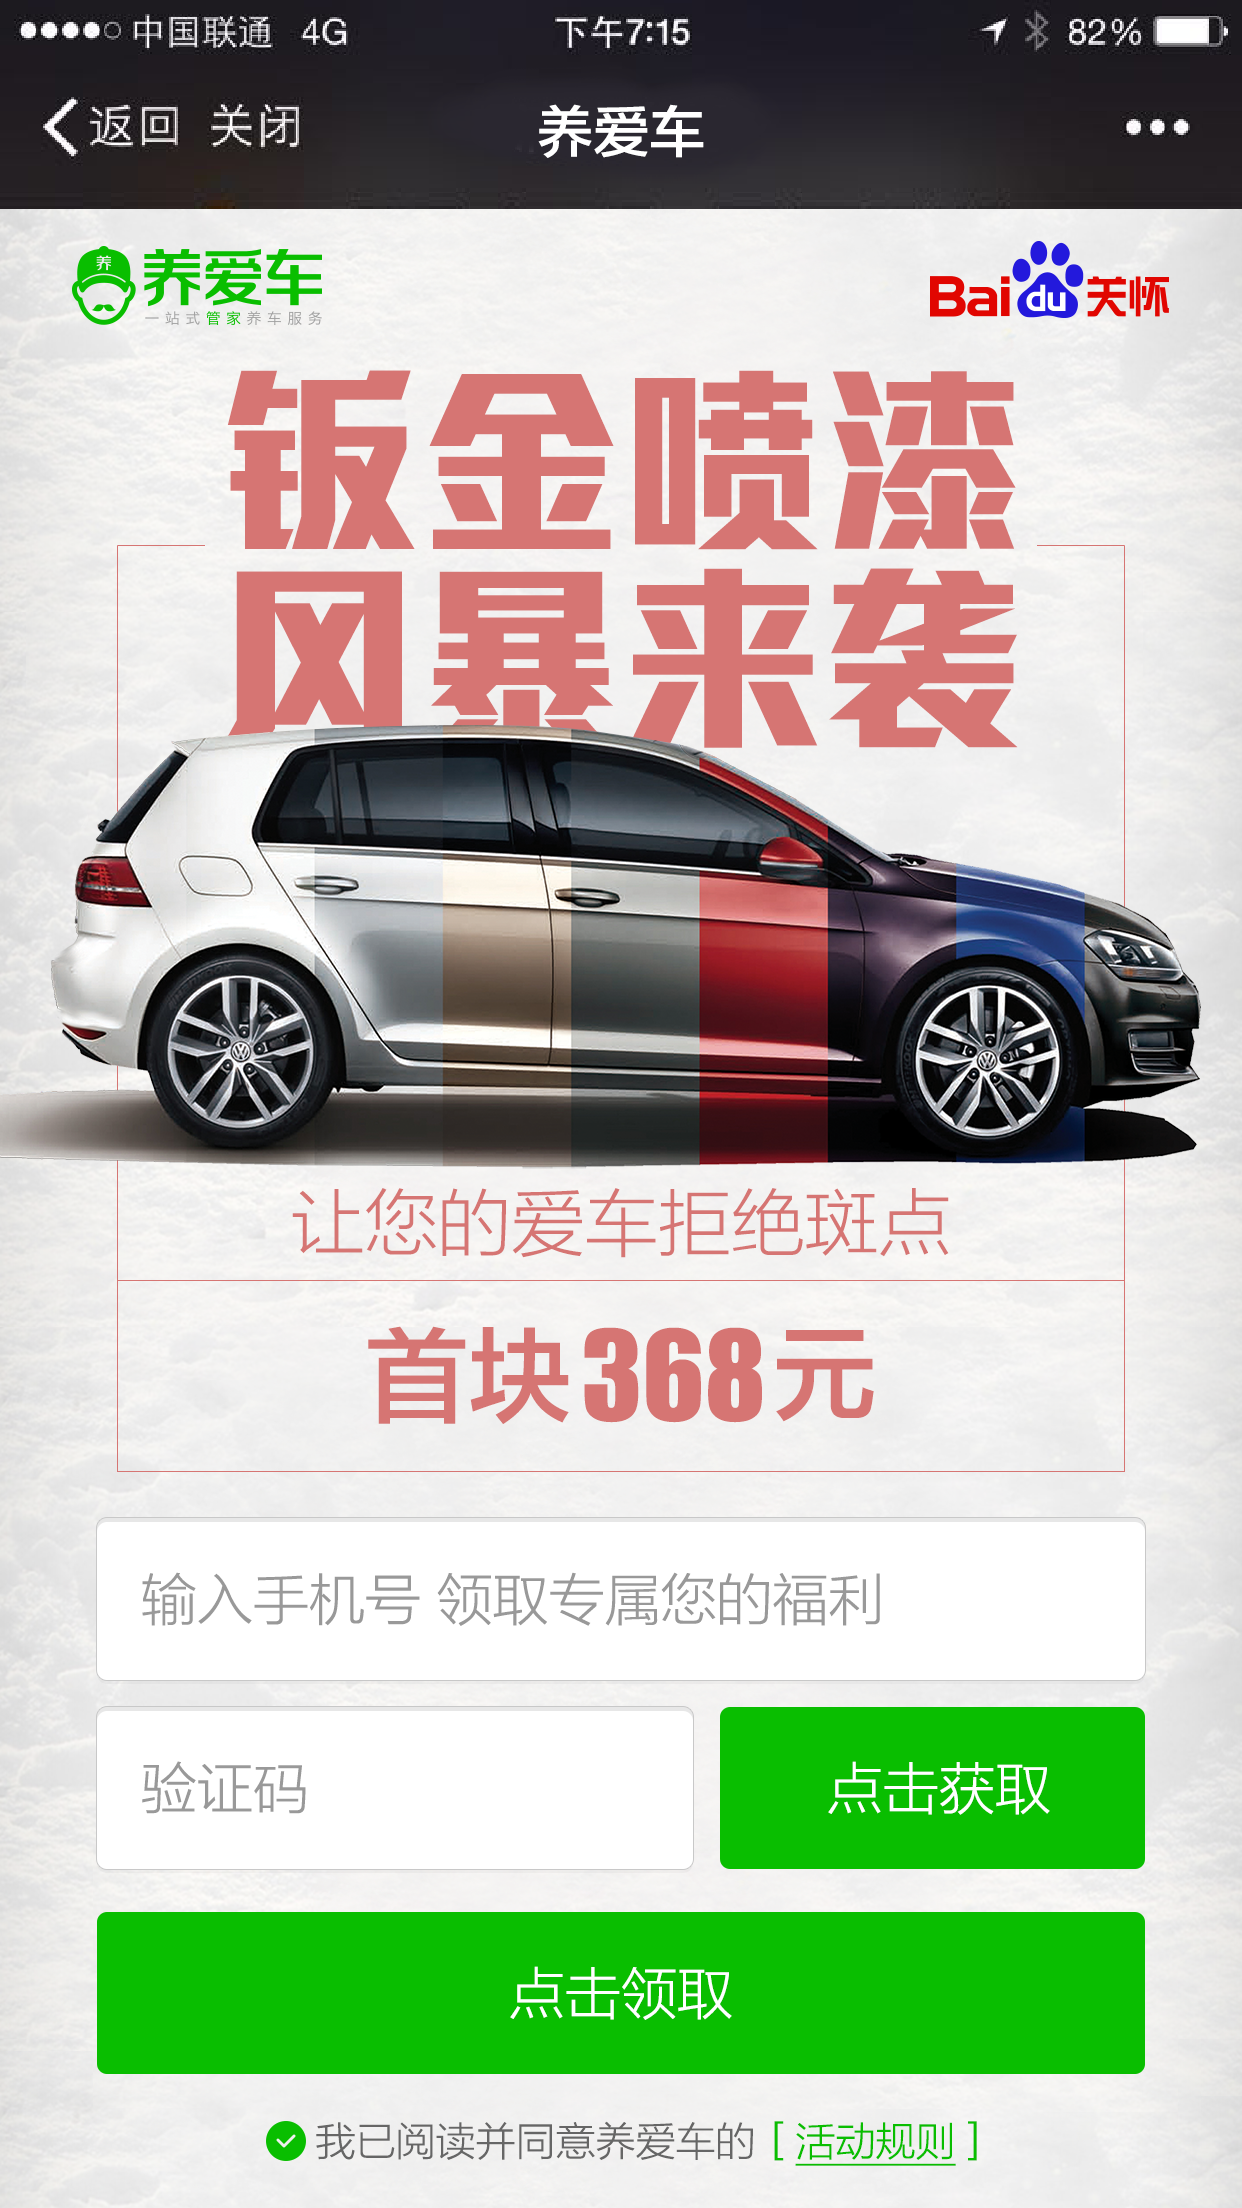 中国联通 4G 下午7:15 82%
返回 关闭 养爱车
养
养爱车
一站式管家养车服务
Bai du 关怀
钣金喷漆
风暴来袭
让您的爱车拒绝斑点
首块368元
输入手机号 领取专属您的福利
验证码 点击获取
点击领取
我已阅读并同意养爱车的 [ 活动规则 ]